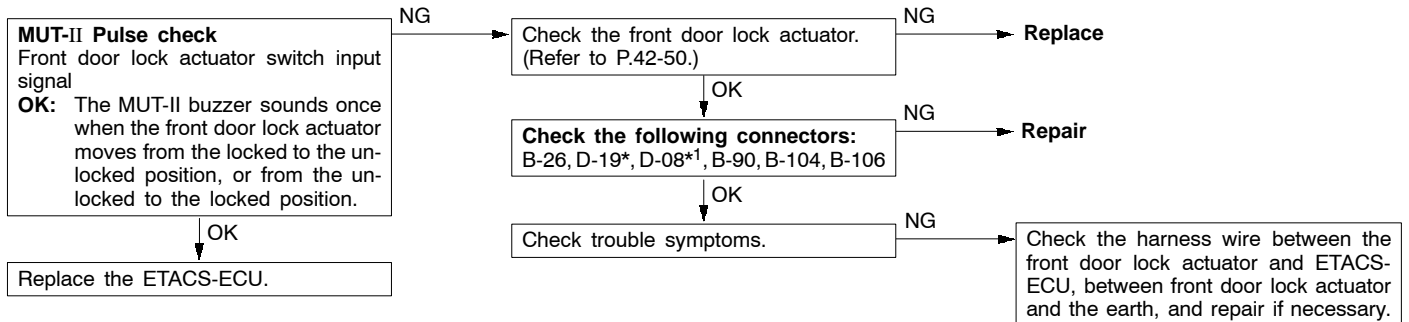 MUT-II Pulse check
Front door lock actuator switch input
signal
OK: The MUT-II buzzer sounds once
when the front door lock actuator
moves from the locked to the un-
locked position, or from the un-
locked to the locked position.
OK
Replace the ETACS-ECU.
NG
Check the front door lock actuator.
(Refer to P.42-50.)
NG
Replace
OK
Check the following connectors:
B-26, D-19*, D-08*1, B-90, B-104, B-106
NG
Repair
OK
Check trouble symptoms.
NG
Check the harness wire between the
front door lock actuator and ETACS-
ECU, between front door lock actuator
and the earth, and repair if necessary.